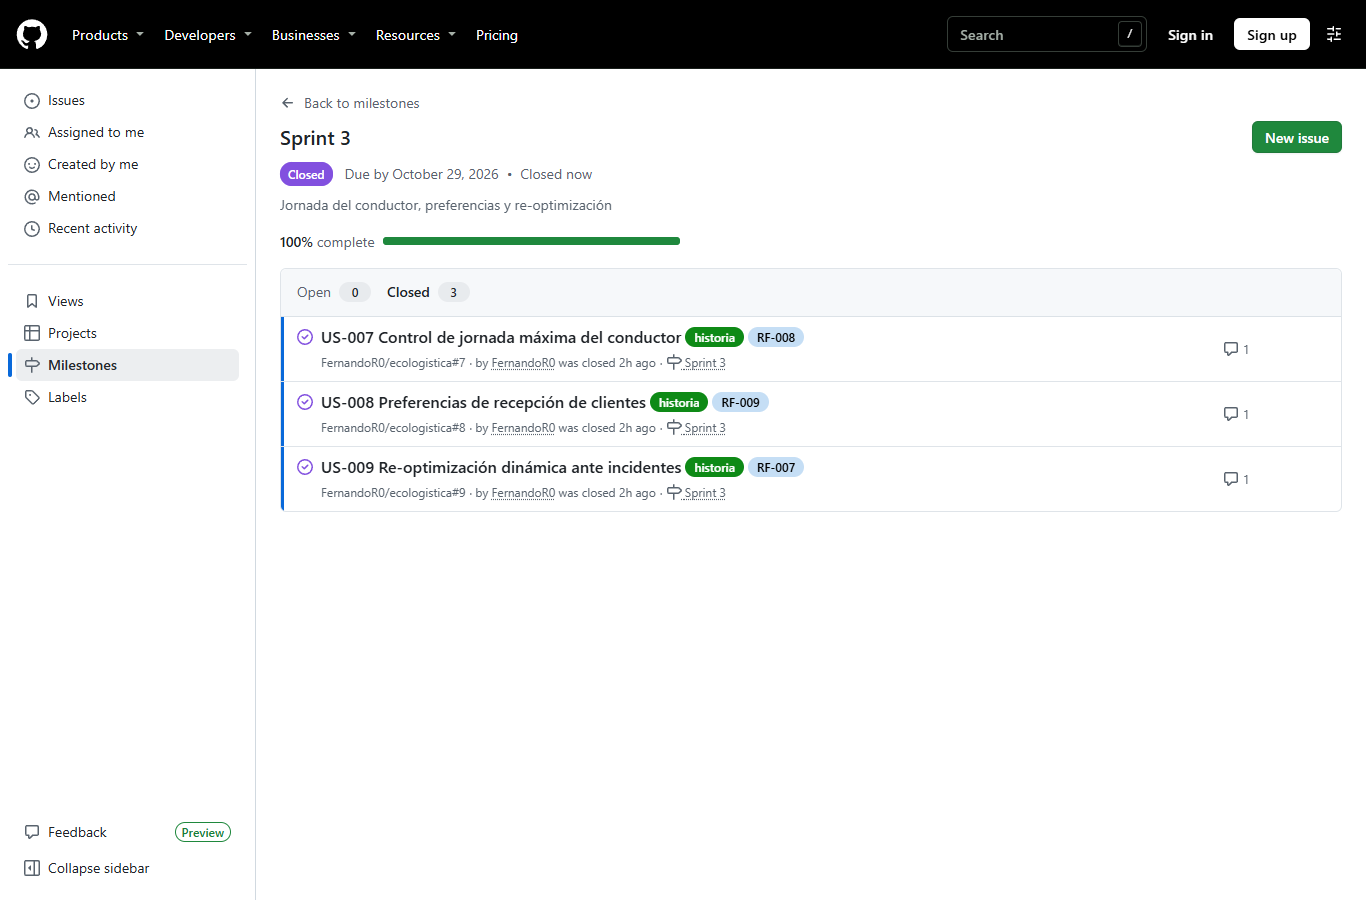 Products Developers Businesses Resources Pricing Search / Sign in Sign up
Issues
Assigned to me
Created by me
Mentioned
Recent activity
Views
Projects
Milestones
Labels
Feedback Preview
Collapse sidebar
Back to milestones
Sprint 3
New issue
Closed Due by October 29, 2026 • Closed now
Jornada del conductor, preferencias y re-optimización
100% complete
Open 0 Closed 3
US-007 Control de jornada máxima del conductor historia RF-008
FernandoR0/ecologistica#7 · by FernandoR0 was closed 2h ago · Sprint 3
1
US-008 Preferencias de recepción de clientes historia RF-009
FernandoR0/ecologistica#8 · by FernandoR0 was closed 2h ago · Sprint 3
1
US-009 Re-optimización dinámica ante incidentes historia RF-007
FernandoR0/ecologistica#9 · by FernandoR0 was closed 2h ago · Sprint 3
1